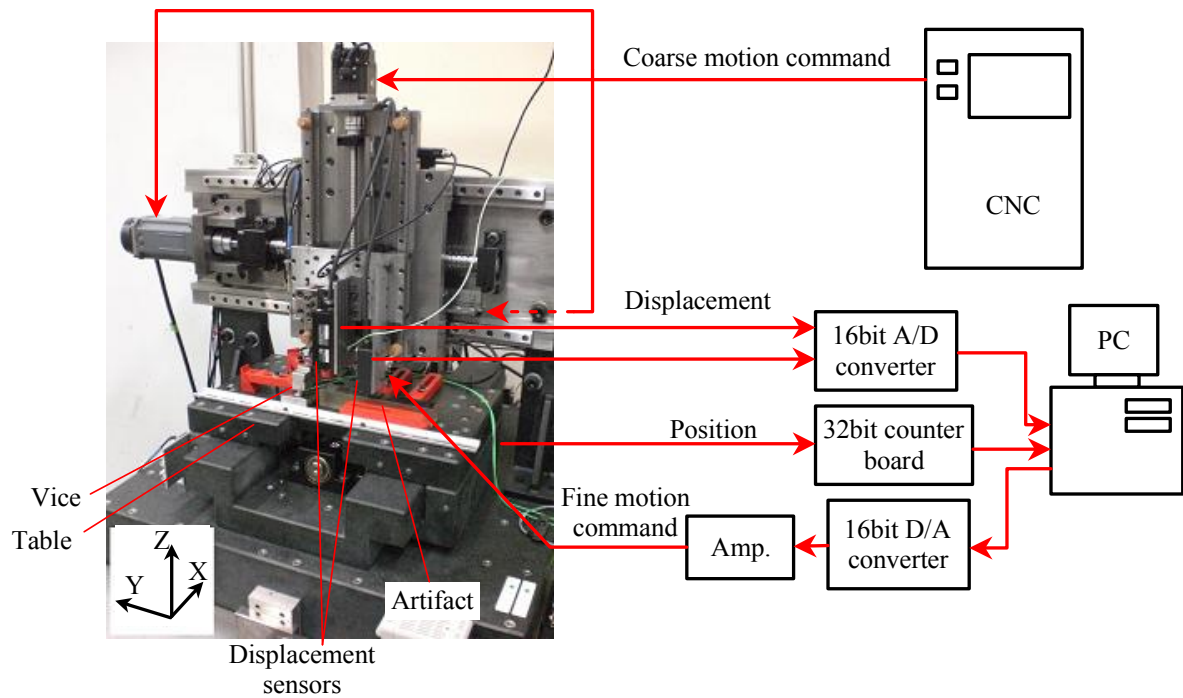 Coarse motion command
CNC
Displacement
16bit A/D
converter
PC
Position
32bit counter
board
Fine motion
command
Amp.
16bit D/A
converter
Vice
Table
Z
X
Y
Artifact
Displacement
sensors